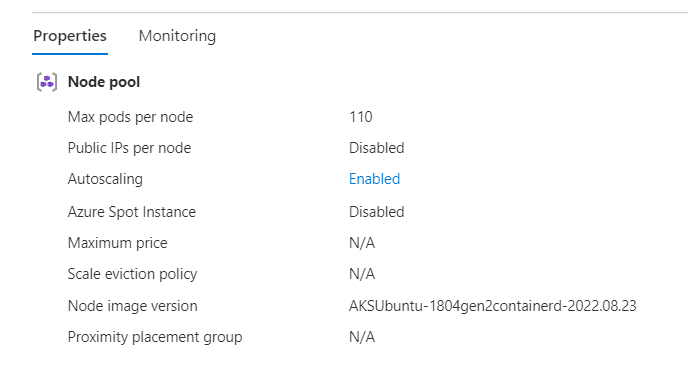 Properties Monitoring
Node pool
Max pods per node 110
Public IPs per node Disabled
Autoscaling Enabled
Azure Spot Instance Disabled
Maximum price N/A
Scale eviction policy N/A
Node image version AKSUbuntu-1804gen2containerd-2022.08.23
Proximity placement group N/A